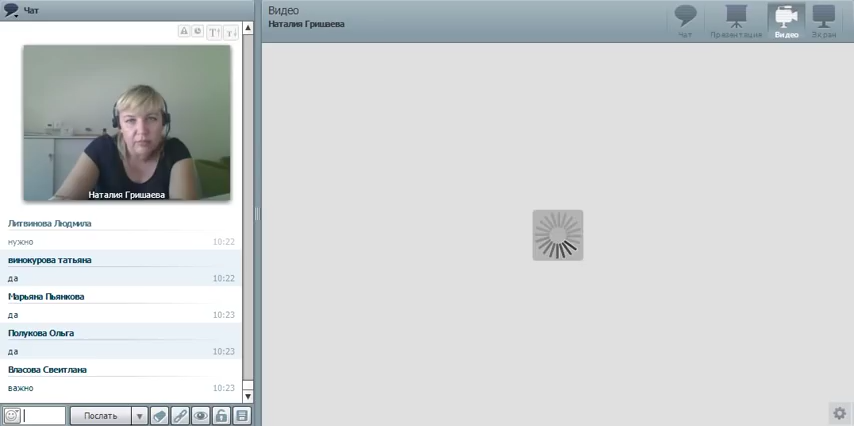 Чат
Видео
Наталия Гришаева
Чат
Презентация
Видео
Экран
Наталия Гришаева
Литвинова Людмила
нужно 10:22
винокурова татьяна
да 10:22
Марьяна Пьянкова
да 10:23
Полукова Ольга
да 10:23
Власова Свеитлана
важно 10:23
Послать